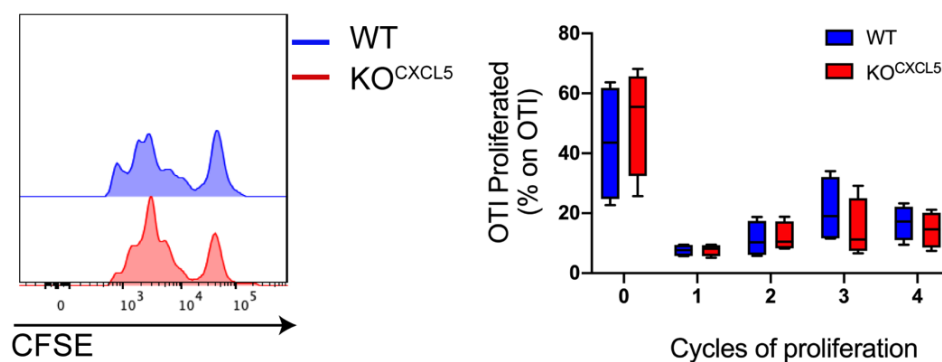 WT
KO^CXCL5
0
10^3
10^4
10^5
CFSE
OTI Proliferated
(% on OTI)
80
60
40
20
0
WT
KO^CXCL5
0 1 2 3 4
Cycles of proliferation